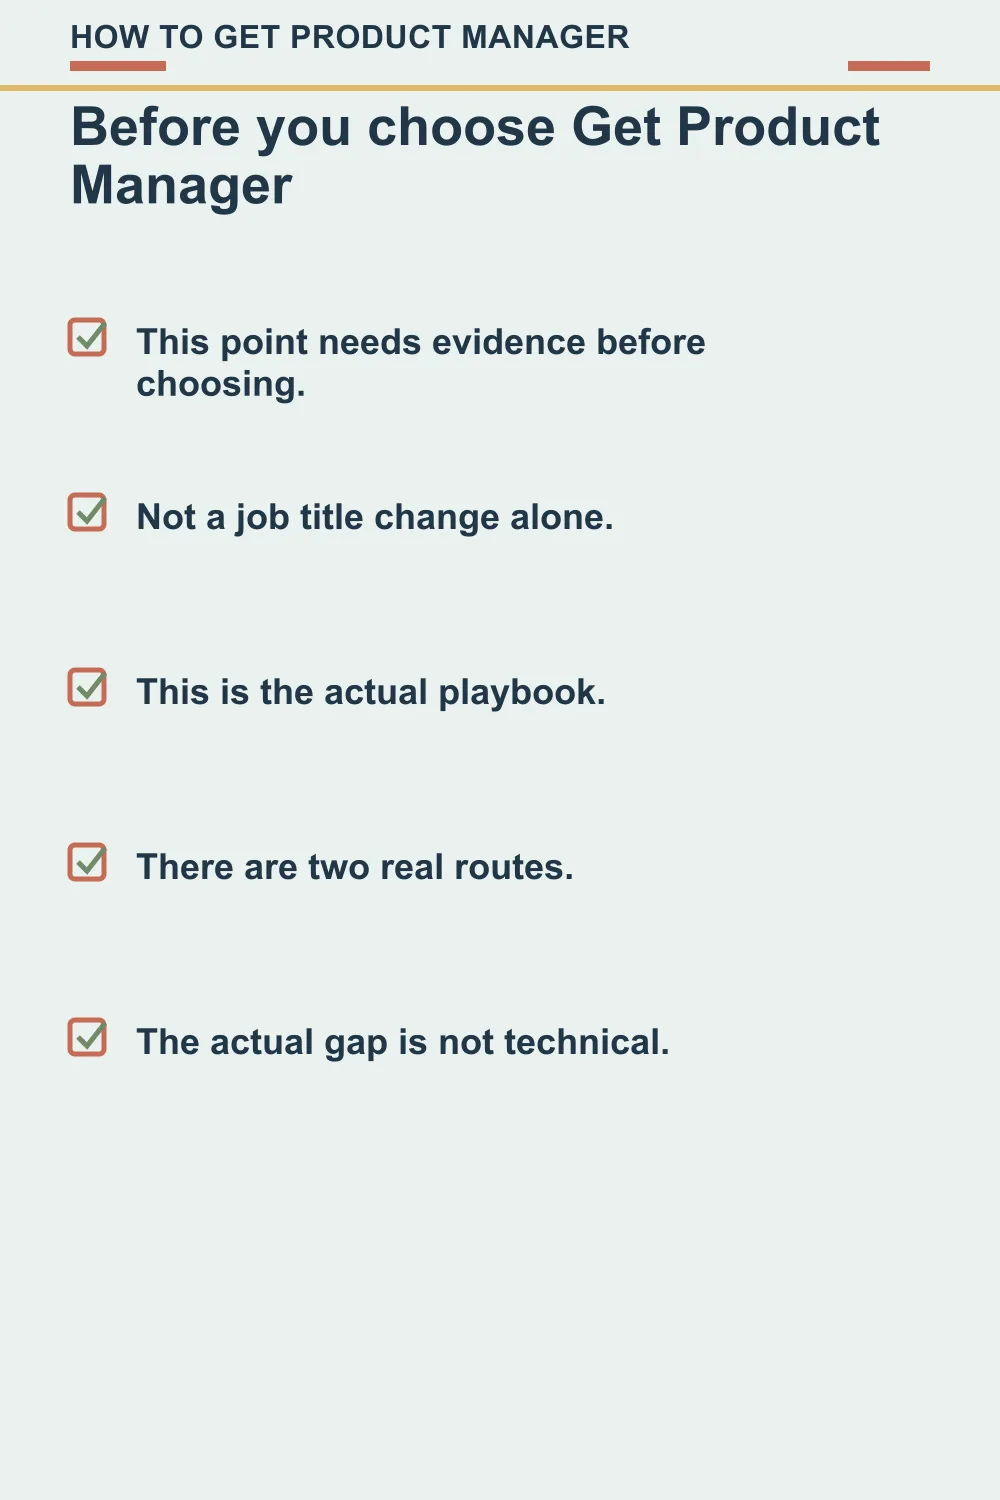 HOW TO GET PRODUCT MANAGER
Before you choose Get Product
Manager
This point needs evidence before
choosing.
Not a job title change alone.
This is the actual playbook.
There are two real routes.
The actual gap is not technical.